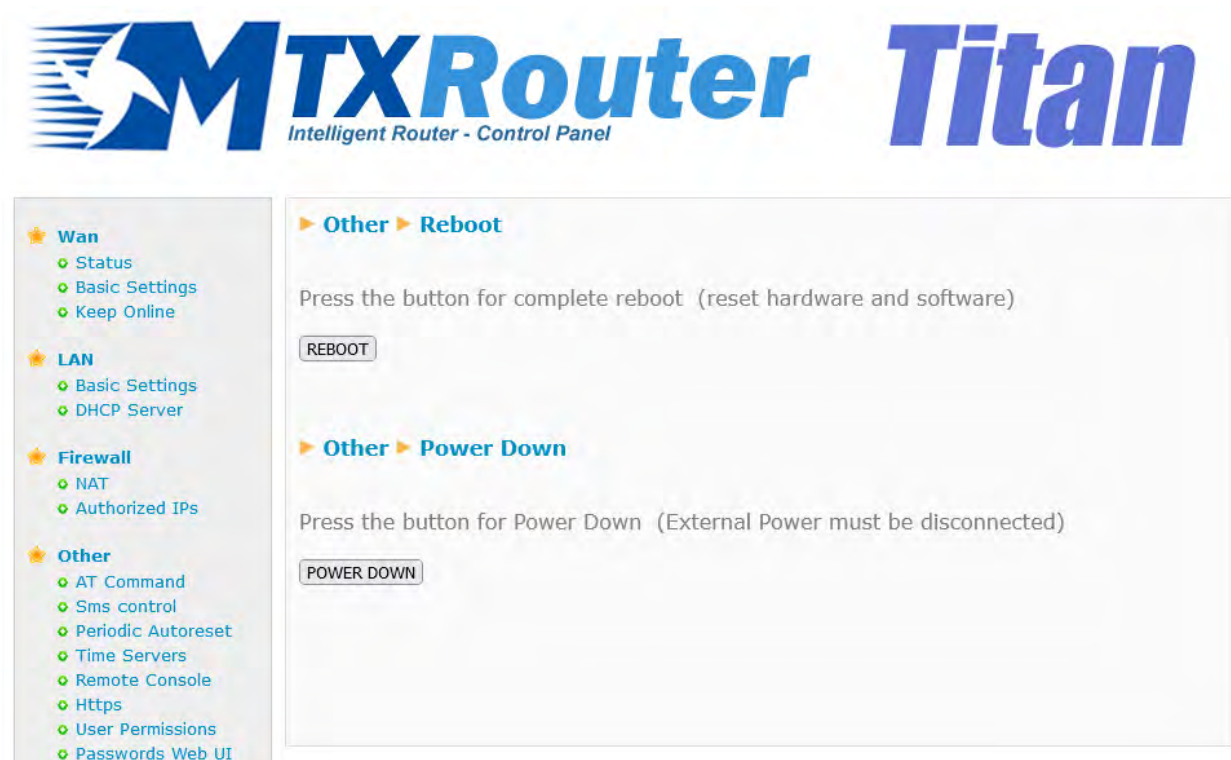 MTXRouter Titan
Intelligent Router - Control Panel
Wan
Status
Basic Settings
Keep Online
LAN
Basic Settings
DHCP Server
Firewall
NAT
Authorized IPs
Other
AT Command
Sms control
Periodic Autoreset
Time Servers
Remote Console
Https
User Permissions
Passwords Web UI
Other Reboot
Press the button for complete reboot (reset hardware and software)
REBOOT
Other Power Down
Press the button for Power Down (External Power must be disconnected)
POWER DOWN